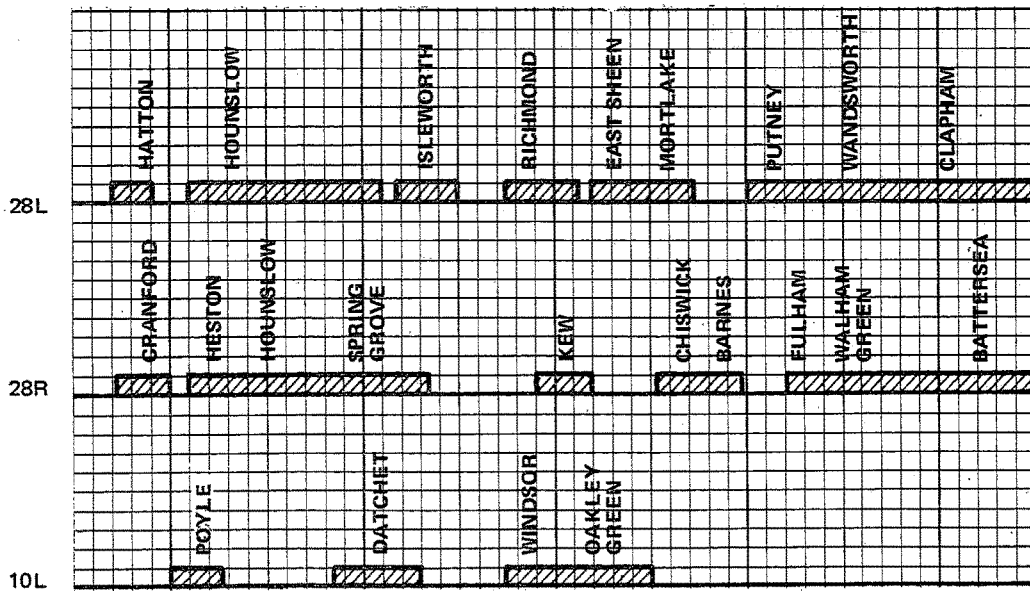 28L
HATTON
HOUNSLOW
ISLEWORTH
RICHMOND
EAST SHEEN
MORTLAKE
PUTNEY
WANDSWORTH
CLAPHAM
28R
CRANFORD
HESTON
HOUNSLOW
SPRING
GROVE
KEW
CHISWICK
BARNES
FULHAM
WALHAM
GREEN
BATTERSEA
10L
POYLE
DATCHET
WINDSOR
OAKLEY
GREEN